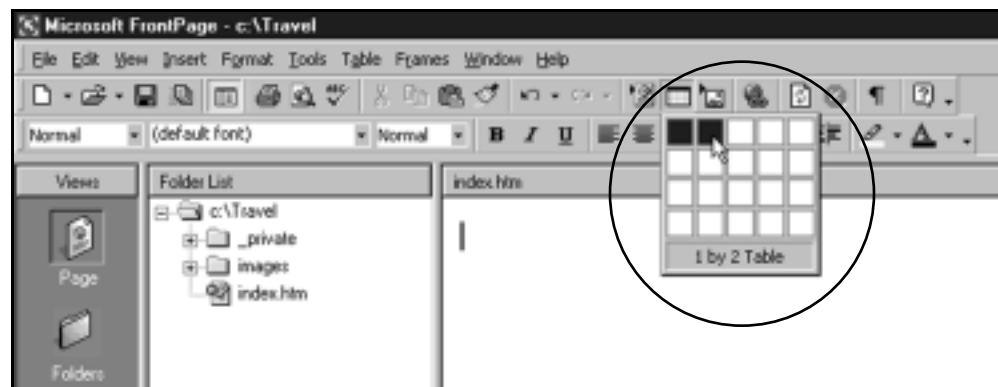 Microsoft FrontPage - c:\Travel
File Edit View Insert Format Tools Table Frames Window Help
Normal (default font) Normal B I U A
Views Folder List index.htm
c:\Travel
_private
images
index.htm
Page
Folders
1 by 2 Table